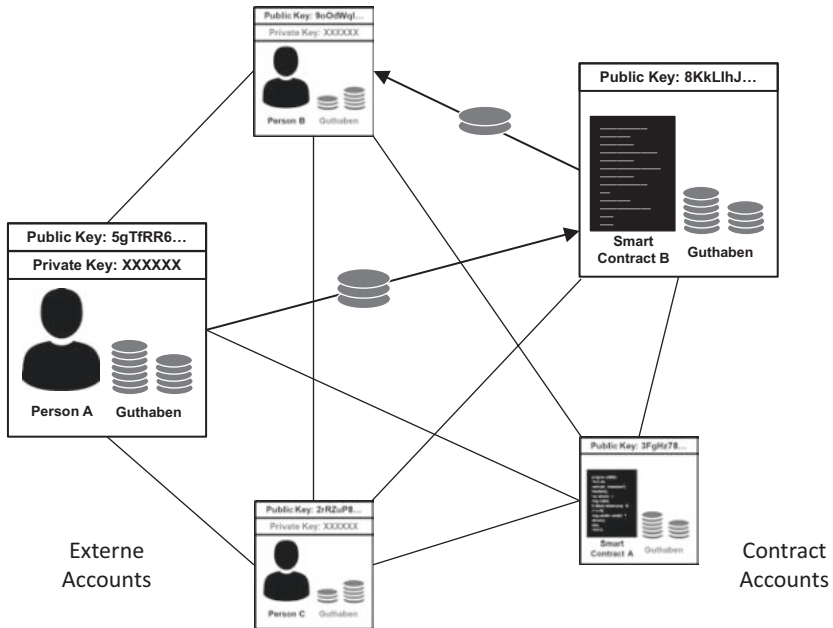 Public Key: 9oOdWqI...
Private Key: XXXXXX
Person B Guthaben
Public Key: 8KkLIhJ...
Smart
Contract B
Guthaben
Public Key: 5gTfRR6...
Private Key: XXXXXX
Person A Guthaben
Public Key: 3FgHz78...
Smart
Contract A
Guthaben
Public Key: 2rRZuP8...
Private Key: XXXXXX
Person C Guthaben
Externe
Accounts
Contract
Accounts